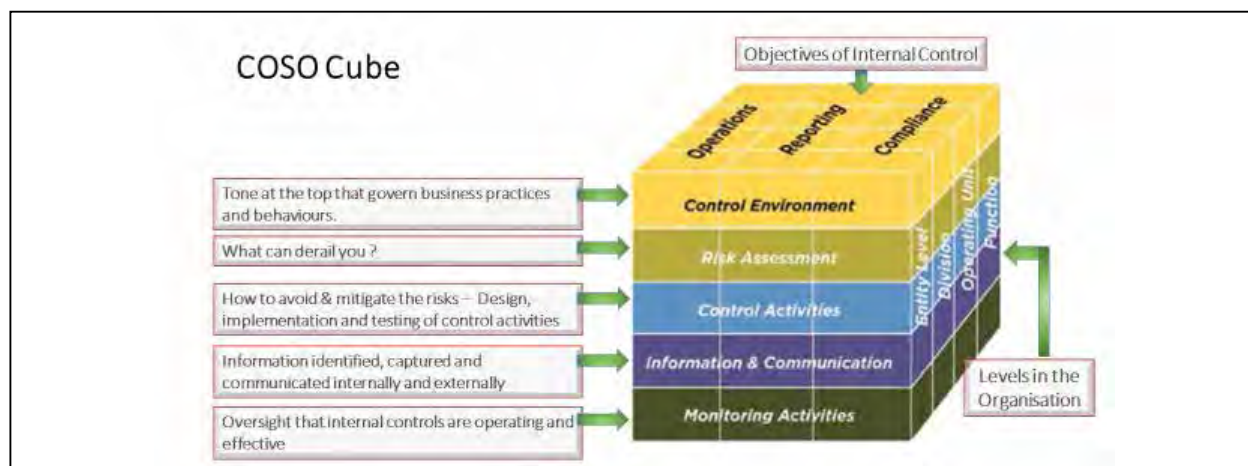 COSO Cube
Objectives of Internal Control
Operations
Reporting
Compliance
Tone at the top that govern business practices
and behaviours.
Control Environment
What can derail you ?
Risk Assessment
How to avoid & mitigate the risks – Design,
implementation and testing of control activities
Control Activities
Information identified, captured and
communicated internally and externally
Information & Communication
Oversight that internal controls are operating and
effective
Monitoring Activities
Entity Level
Division
Operating Unit
Function
Levels in the
Organisation